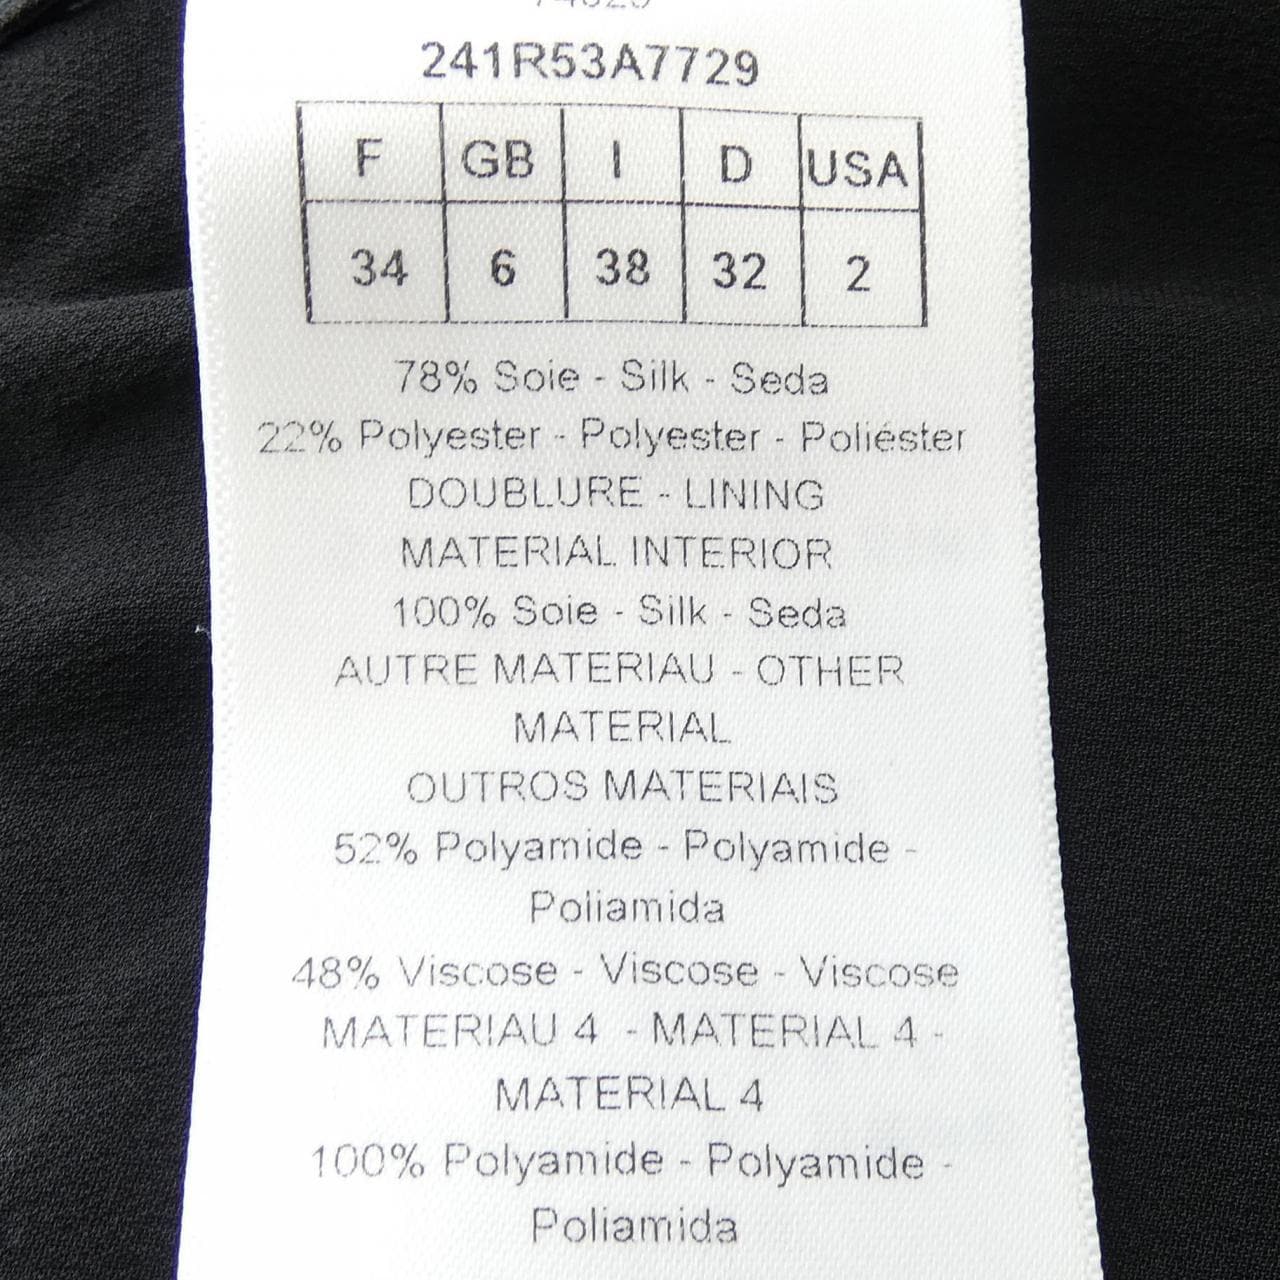 241R53A7729
F GB I D USA
34 6 38 32 2
78% Soie - Silk - Seda
22% Polyester - Polyester - Poliéster
DOUBLURE - LINING
MATERIAL INTERIOR
100% Soie - Silk - Seda
AUTRE MATERIAU - OTHER
MATERIAL
OUTROS MATERIAIS
52% Polyamide - Polyamide -
Poliamida
48% Viscose - Viscose - Viscose
MATERIAU 4 - MATERIAL 4 -
MATERIAL 4
100% Polyamide - Polyamide -
Poliamida